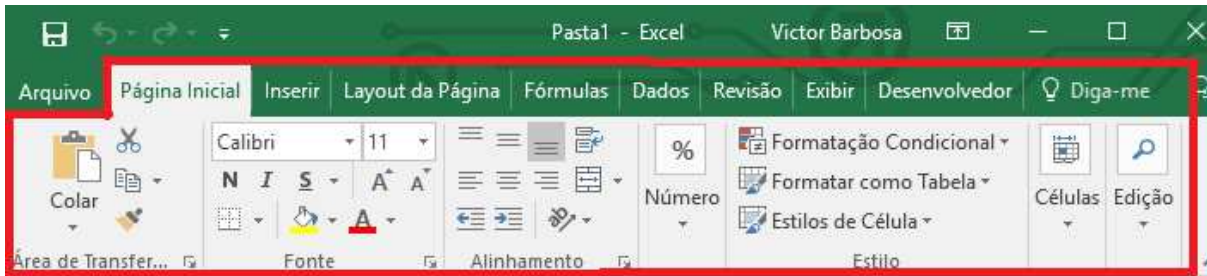 Pasta1 - Excel Victor Barbosa
Arquivo Página Inicial Inserir Layout da Página Fórmulas Dados Revisão Exibir Desenvolvedor Diga-me
Calibri 11 % Formatação Condicional
Colar N I S A A Número Formatar como Tabela Células Edição
A Estilos de Célula
Área de Transfer... Fonte Alinhamento Estilo